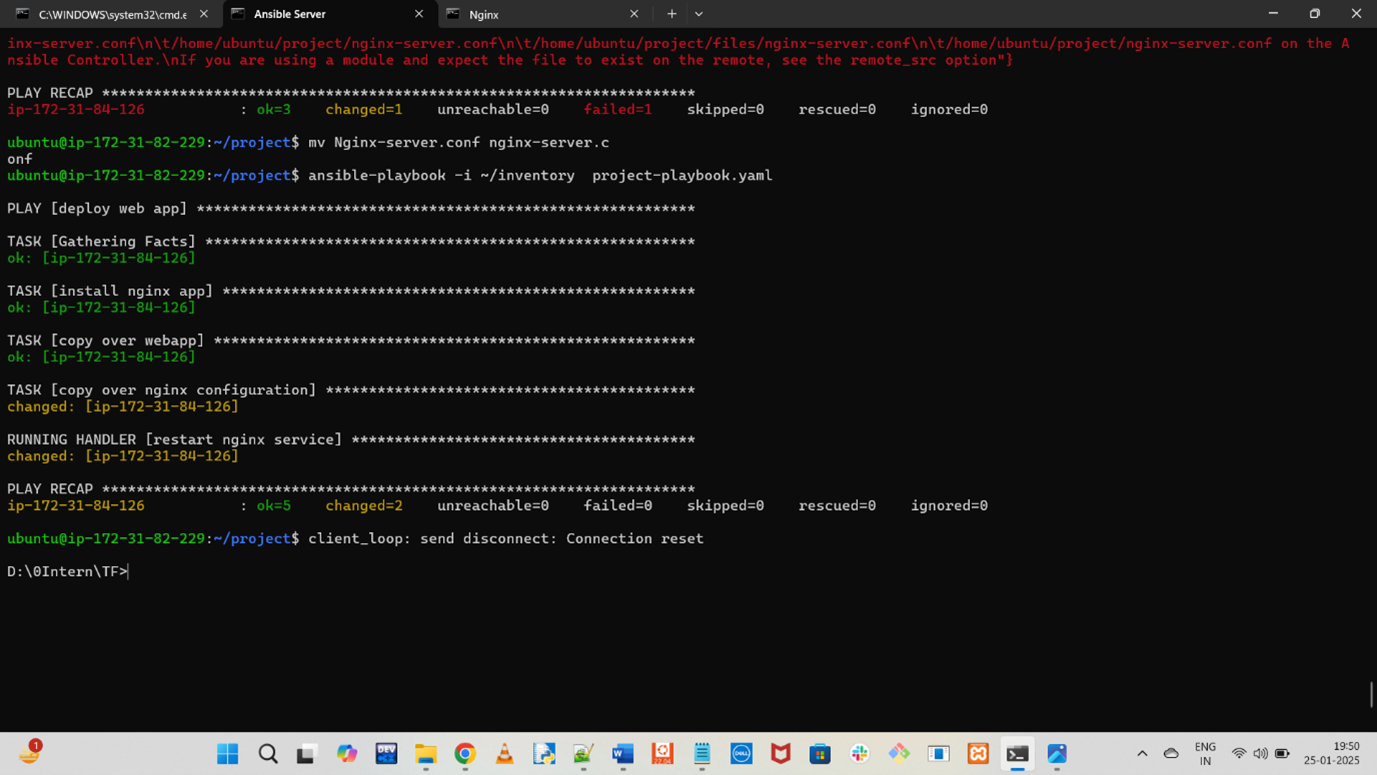 C:\WINDOWS\system32\cmd.e
Ansible Server
Nginx
inx-server.conf\n\t/home/ubuntu/project/nginx-server.conf\n\t/home/ubuntu/project/files/nginx-server.conf\n\t/home/ubuntu/project/nginx-server.conf on the A
nsible Controller.\nIf you are using a module and expect the file to exist on the remote, see the remote_src option"}
PLAY RECAP *********************************************************************
ip-172-31-84-126           : ok=3    changed=1    unreachable=0    failed=1    skipped=0    rescued=0    ignored=0
ubuntu@ip-172-31-82-229:~/project$ mv Nginx-server.conf nginx-server.c
onf
ubuntu@ip-172-31-82-229:~/project$ ansible-playbook -i ~/inventory  project-playbook.yaml
PLAY [deploy web app] **********************************************************
TASK [Gathering Facts] *********************************************************
ok: [ip-172-31-84-126]
TASK [install nginx app] *******************************************************
ok: [ip-172-31-84-126]
TASK [copy over webapp] ********************************************************
ok: [ip-172-31-84-126]
TASK [copy over nginx configuration] *******************************************
changed: [ip-172-31-84-126]
RUNNING HANDLER [restart nginx service] ****************************************
changed: [ip-172-31-84-126]
PLAY RECAP *********************************************************************
ip-172-31-84-126           : ok=5    changed=2    unreachable=0    failed=0    skipped=0    rescued=0    ignored=0
ubuntu@ip-172-31-82-229:~/project$ client_loop: send disconnect: Connection reset
D:\0Intern\TF>
1
DEV
22.04
DELL
ENG
IN
19:50
25-01-2025